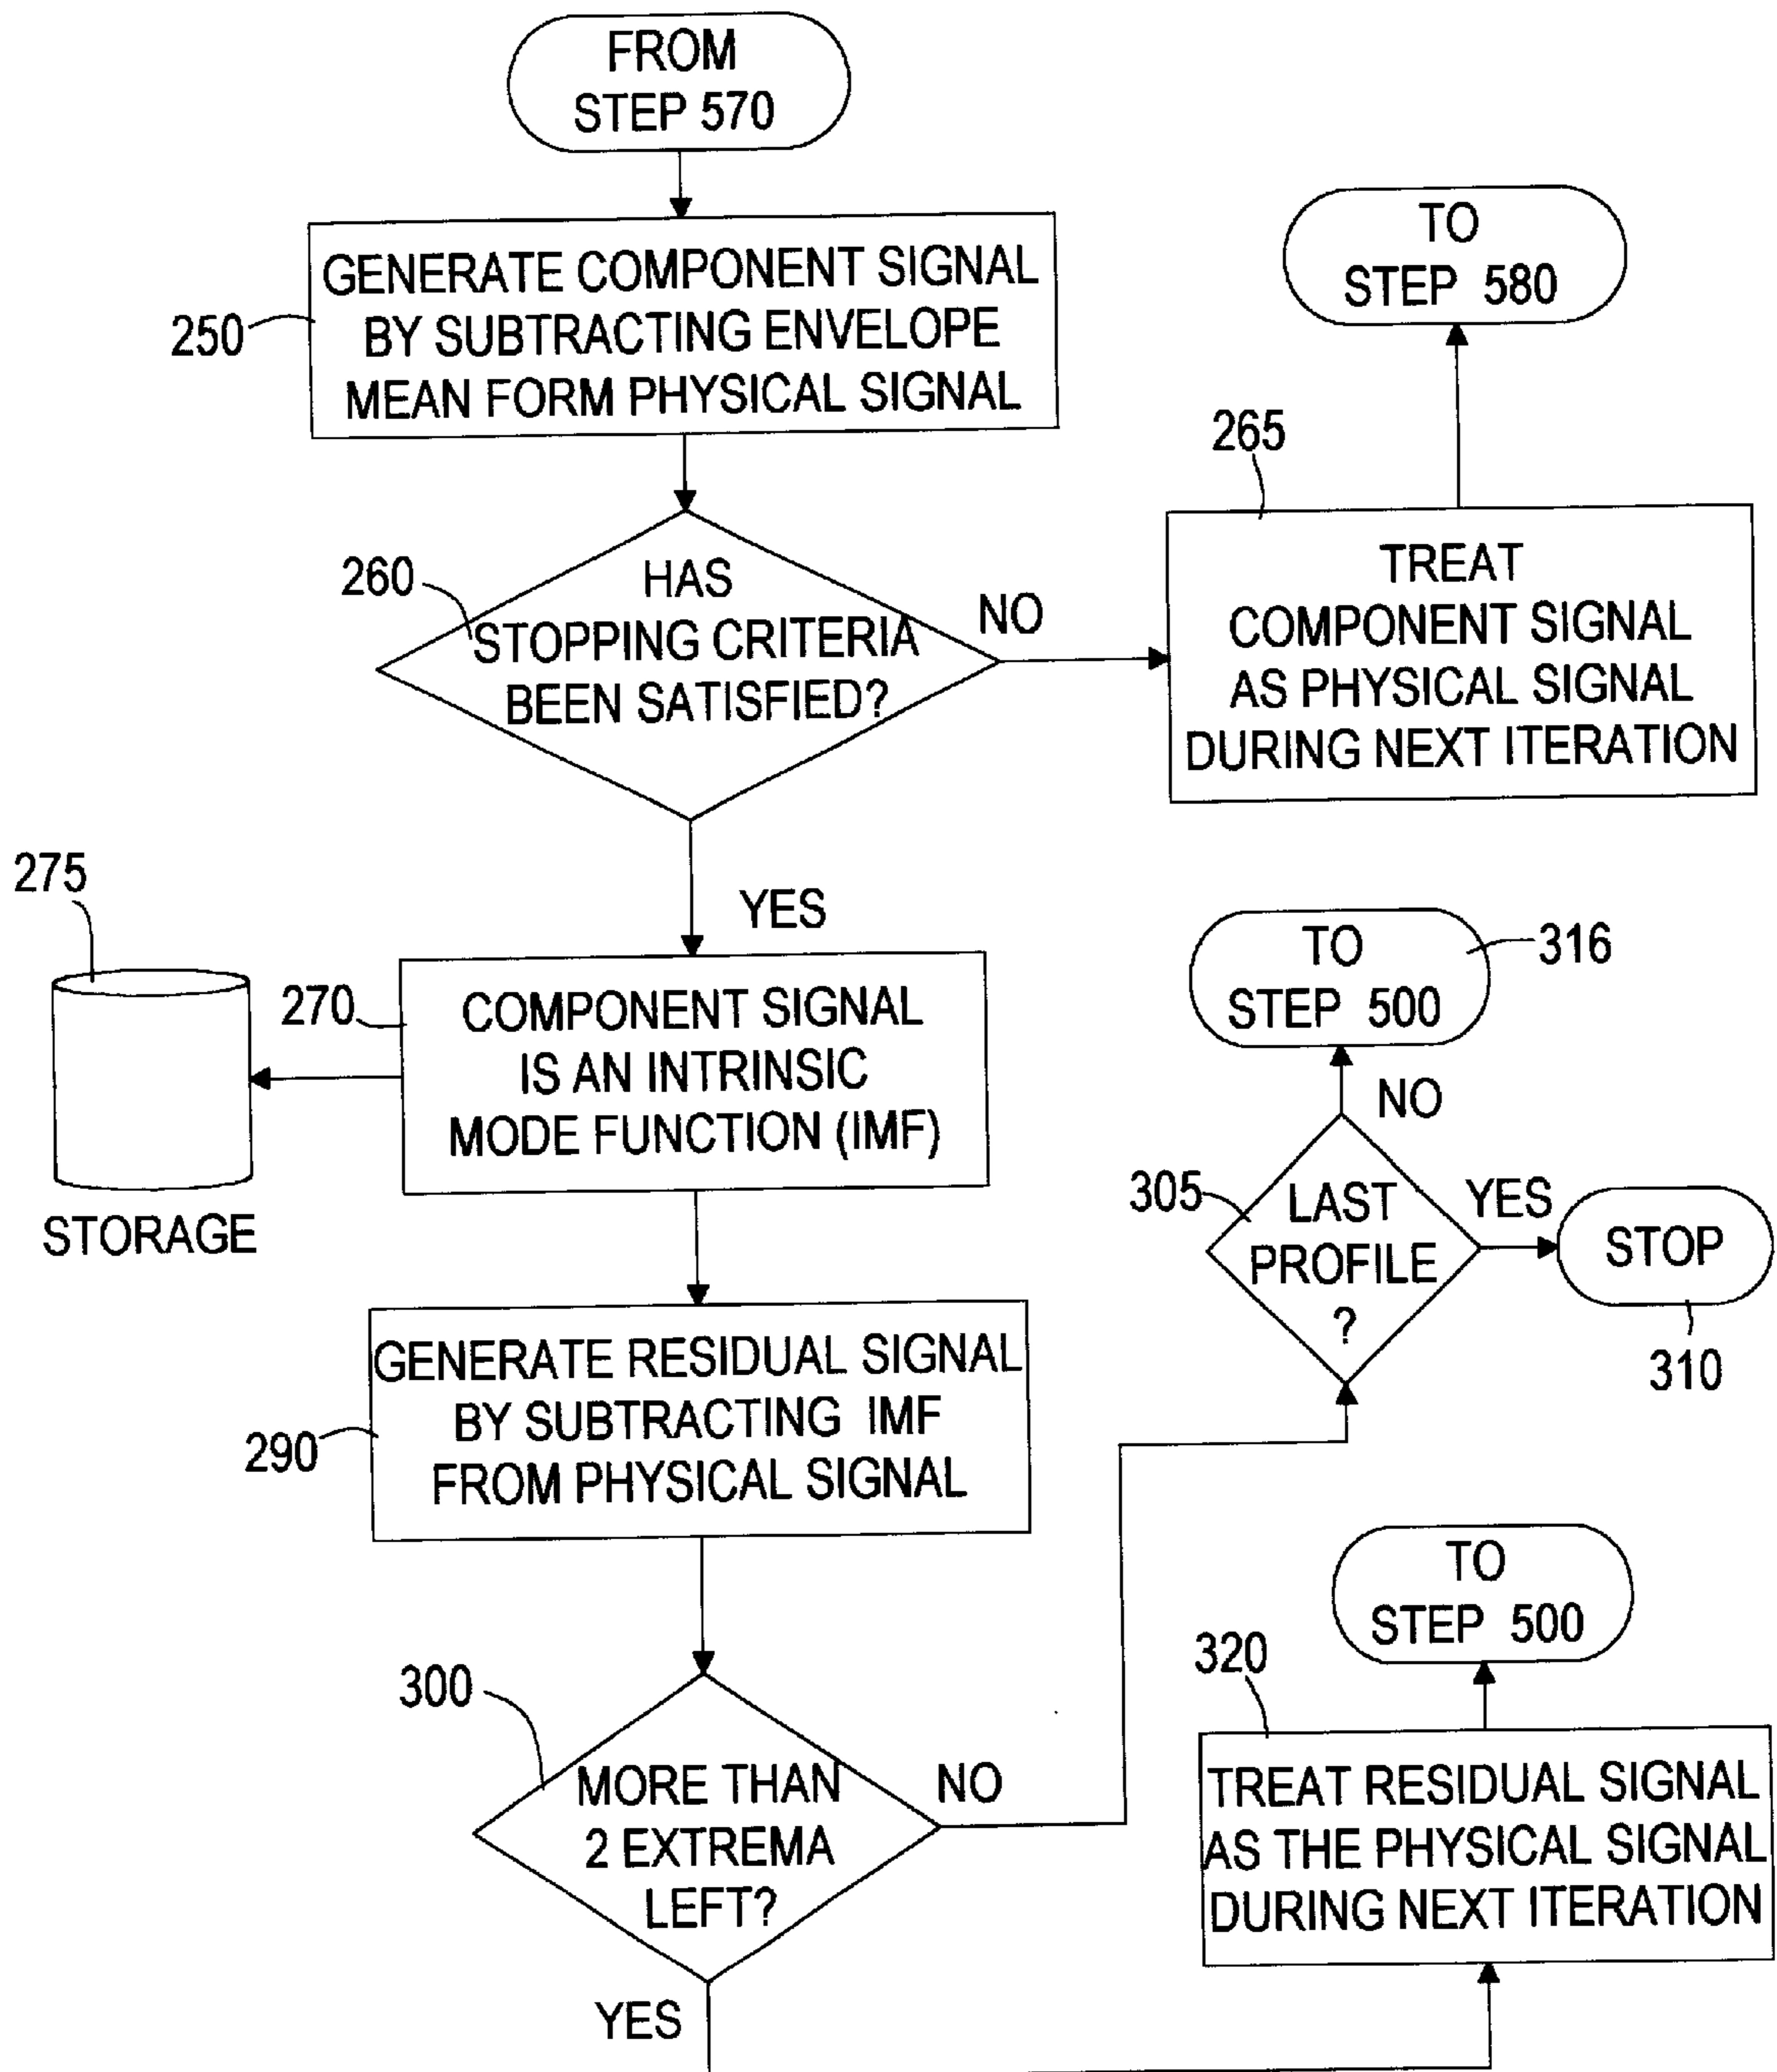 FROM
STEP 570
GENERATE COMPONENT SIGNAL
BY SUBTRACTING ENVELOPE
MEAN FORM PHYSICAL SIGNAL
250
TO
STEP 580
265
TREAT
COMPONENT SIGNAL
AS PHYSICAL SIGNAL
DURING NEXT ITERATION
260
HAS
STOPPING CRITERIA
BEEN SATISFIED?
NO
YES
275
STORAGE
270
COMPONENT SIGNAL
IS AN INTRINSIC
MODE FUNCTION (IMF)
TO
STEP 500
316
NO
305
LAST
PROFILE
?
YES
STOP
310
290
GENERATE RESIDUAL SIGNAL
BY SUBTRACTING IMF
FROM PHYSICAL SIGNAL
300
MORE THAN
2 EXTREMA
LEFT?
NO
YES
TO
STEP 500
320
TREAT RESIDUAL SIGNAL
AS THE PHYSICAL SIGNAL
DURING NEXT ITERATION